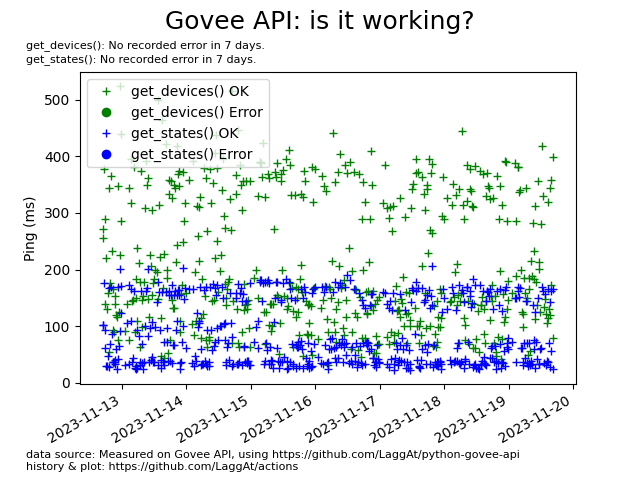 Govee API: is it working?
get_devices(): No recorded error in 7 days.
get_states(): No recorded error in 7 days.
get_devices() OK
get_devices() Error
get_states() OK
get_states() Error
Ping (ms)
500
400
300
200
100
0
2023-11-13
2023-11-14
2023-11-15
2023-11-16
2023-11-17
2023-11-18
2023-11-19
2023-11-20
data source: Measured on Govee API, using https://github.com/LaggAt/python-govee-api
history & plot: https://github.com/LaggAt/actions